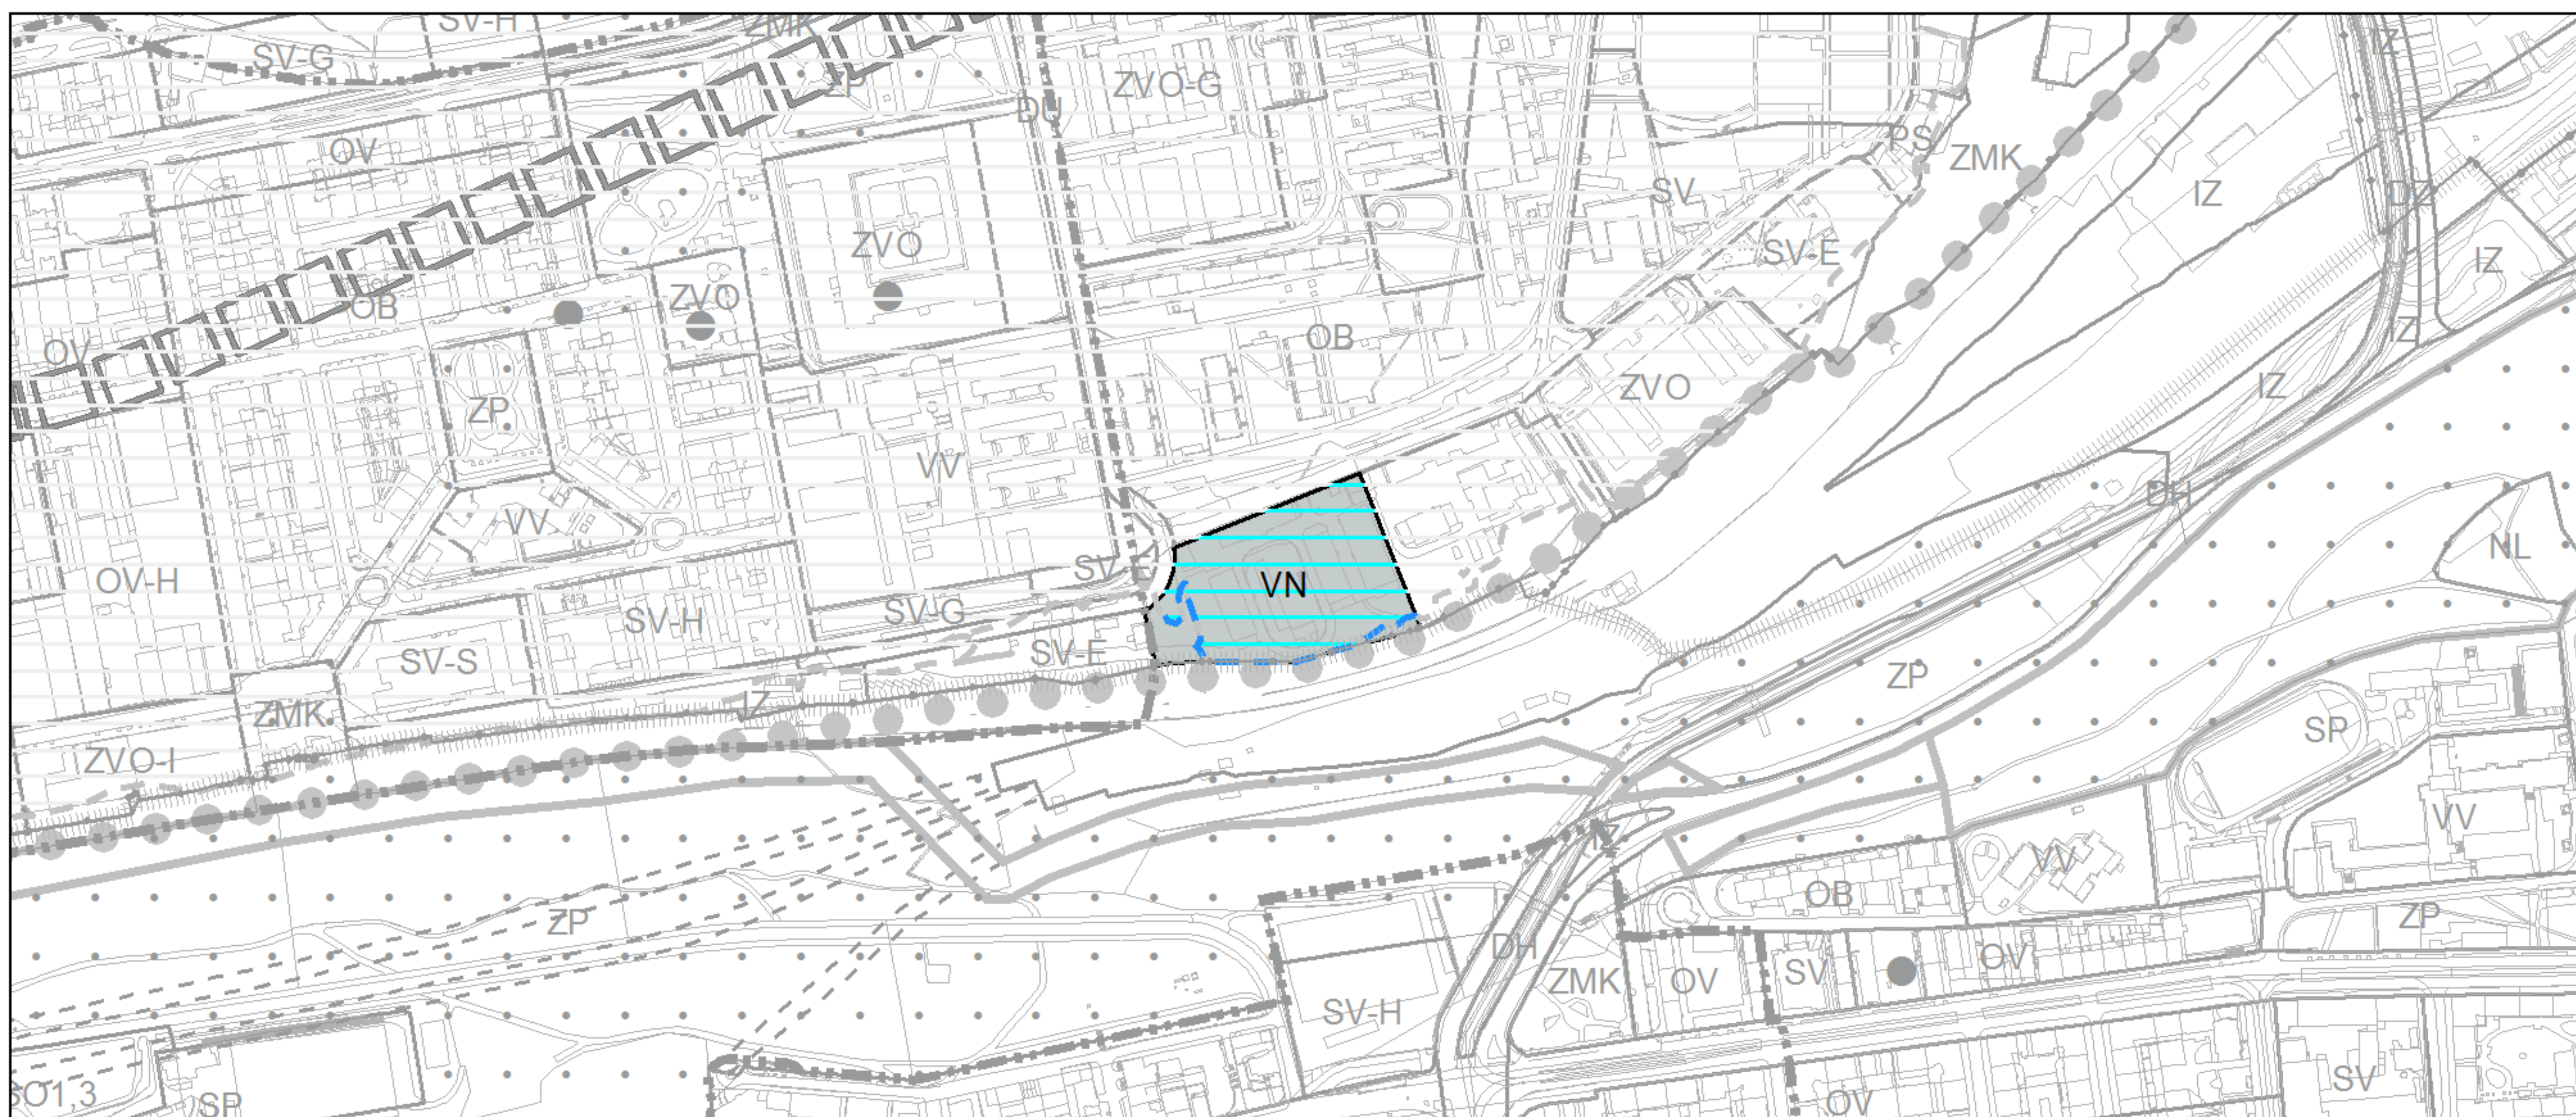 SV-H
ZMK
IZ
SV-G
ZP
ZVO-G
DU
OV
PS
ZMK
SV
IZ
DZ
ZVO
SV-E
IZ
ZVO
OB
OV
OB
IZ
ZVO
IZ
ZP
VV
DH
VV
NL
SV-E
OV-H
VN
SV-G
SV-H
SV-E
SV-S
ZP
IZ
ZMK
SP
ZVO-I
VV
IZ
VV
OB
ZP
ZP
DH
OV
SV
ZMK
OV
SV-H
SV
SO1,3
SP
OV